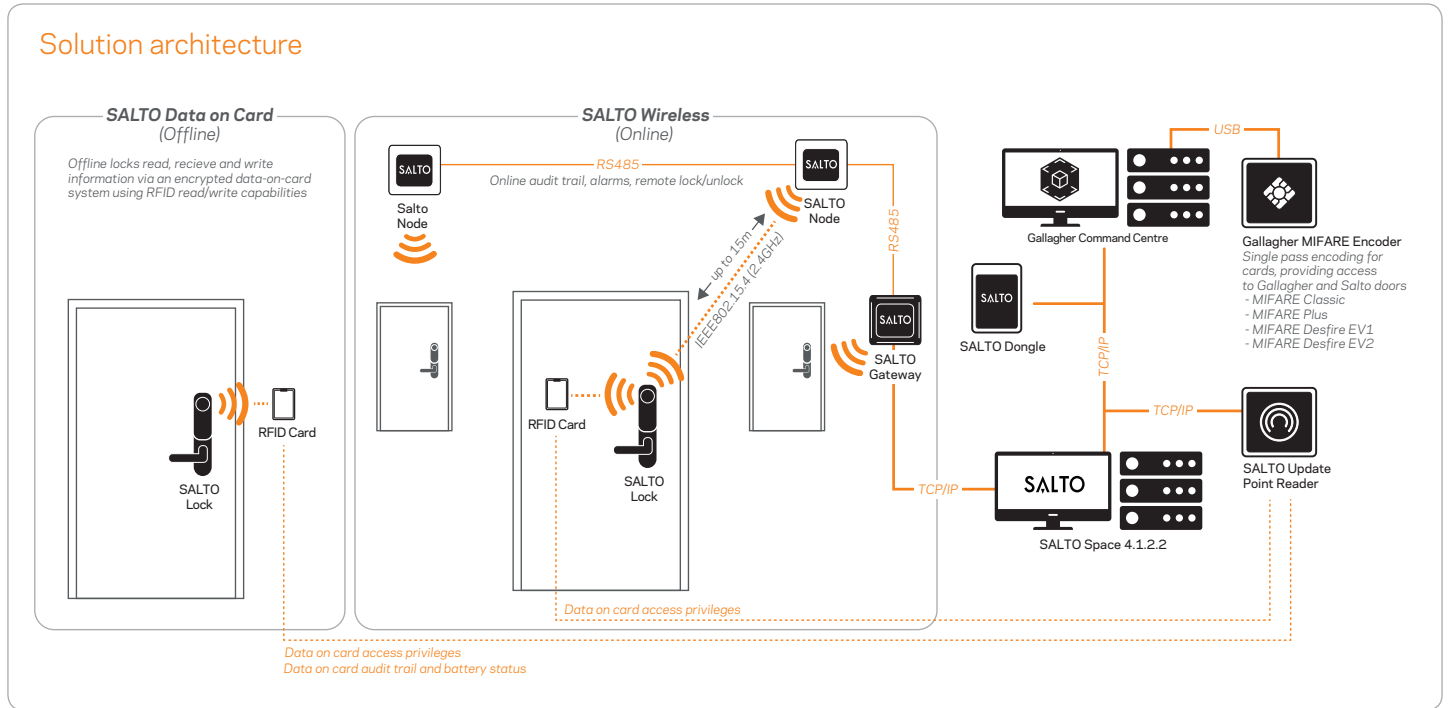 Solution architecture
SALTO Data on Card
(Offline)
Offline locks read, recieve and write
information via an encrypted data-on-card
system using RFID read/write capabilities
RFID Card
SALTO
Lock
SALTO Wireless
(Online)
SALTO
Salto
Node
RS485
Online audit trail, alarms, remote lock/unlock
SALTO
SALTO
Node
up to 15m
IEEE802.15.4 (2.4GHz)
RS485
RFID Card
SALTO
Lock
SALTO
SALTO
Gateway
Data on card access privileges
Data on card access privileges
Data on card audit trail and battery status
TCP/IP
Gallagher Command Centre
USB
Gallagher MIFARE Encoder
Single pass encoding for
cards, providing access
to Gallagher and Salto doors
- MIFARE Classic
- MIFARE Plus
- MIFARE Desfire EV1
- MIFARE Desfire EV2
SALTO
SALTO Dongle
TCP/IP
TCP/IP
SALTO Update
Point Reader
SALTO
SALTO Space 4.1.2.2